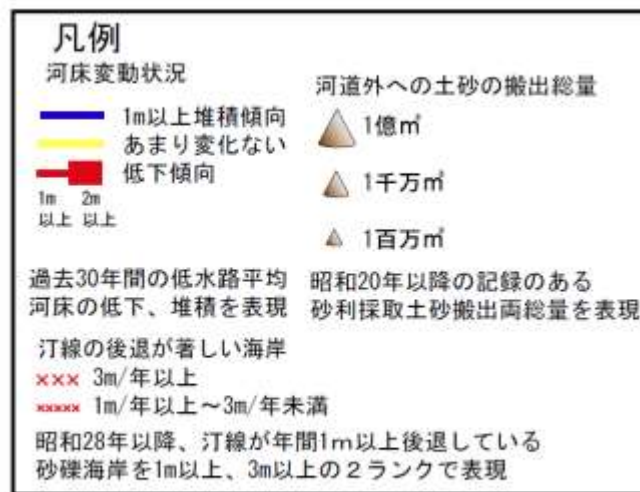 凡例
河床変動状況
1m以上堆積傾向
あまり変化ない
低下傾向
1m 2m
以上 以上
過去30年間の低水路平均
河床の低下、堆積を表現
河道外への土砂の搬出総量
1億㎥
1千万㎥
1百万㎥
昭和20年以降の記録のある
砂利採取土砂搬出両総量を表現
汀線の後退が著しい海岸
××× 3m/年以上
××××× 1m/年以上～3m/年未満
昭和28年以降、汀線が年間1m以上後退している
砂礫海岸を1m以上、3m以上の２ランクで表現